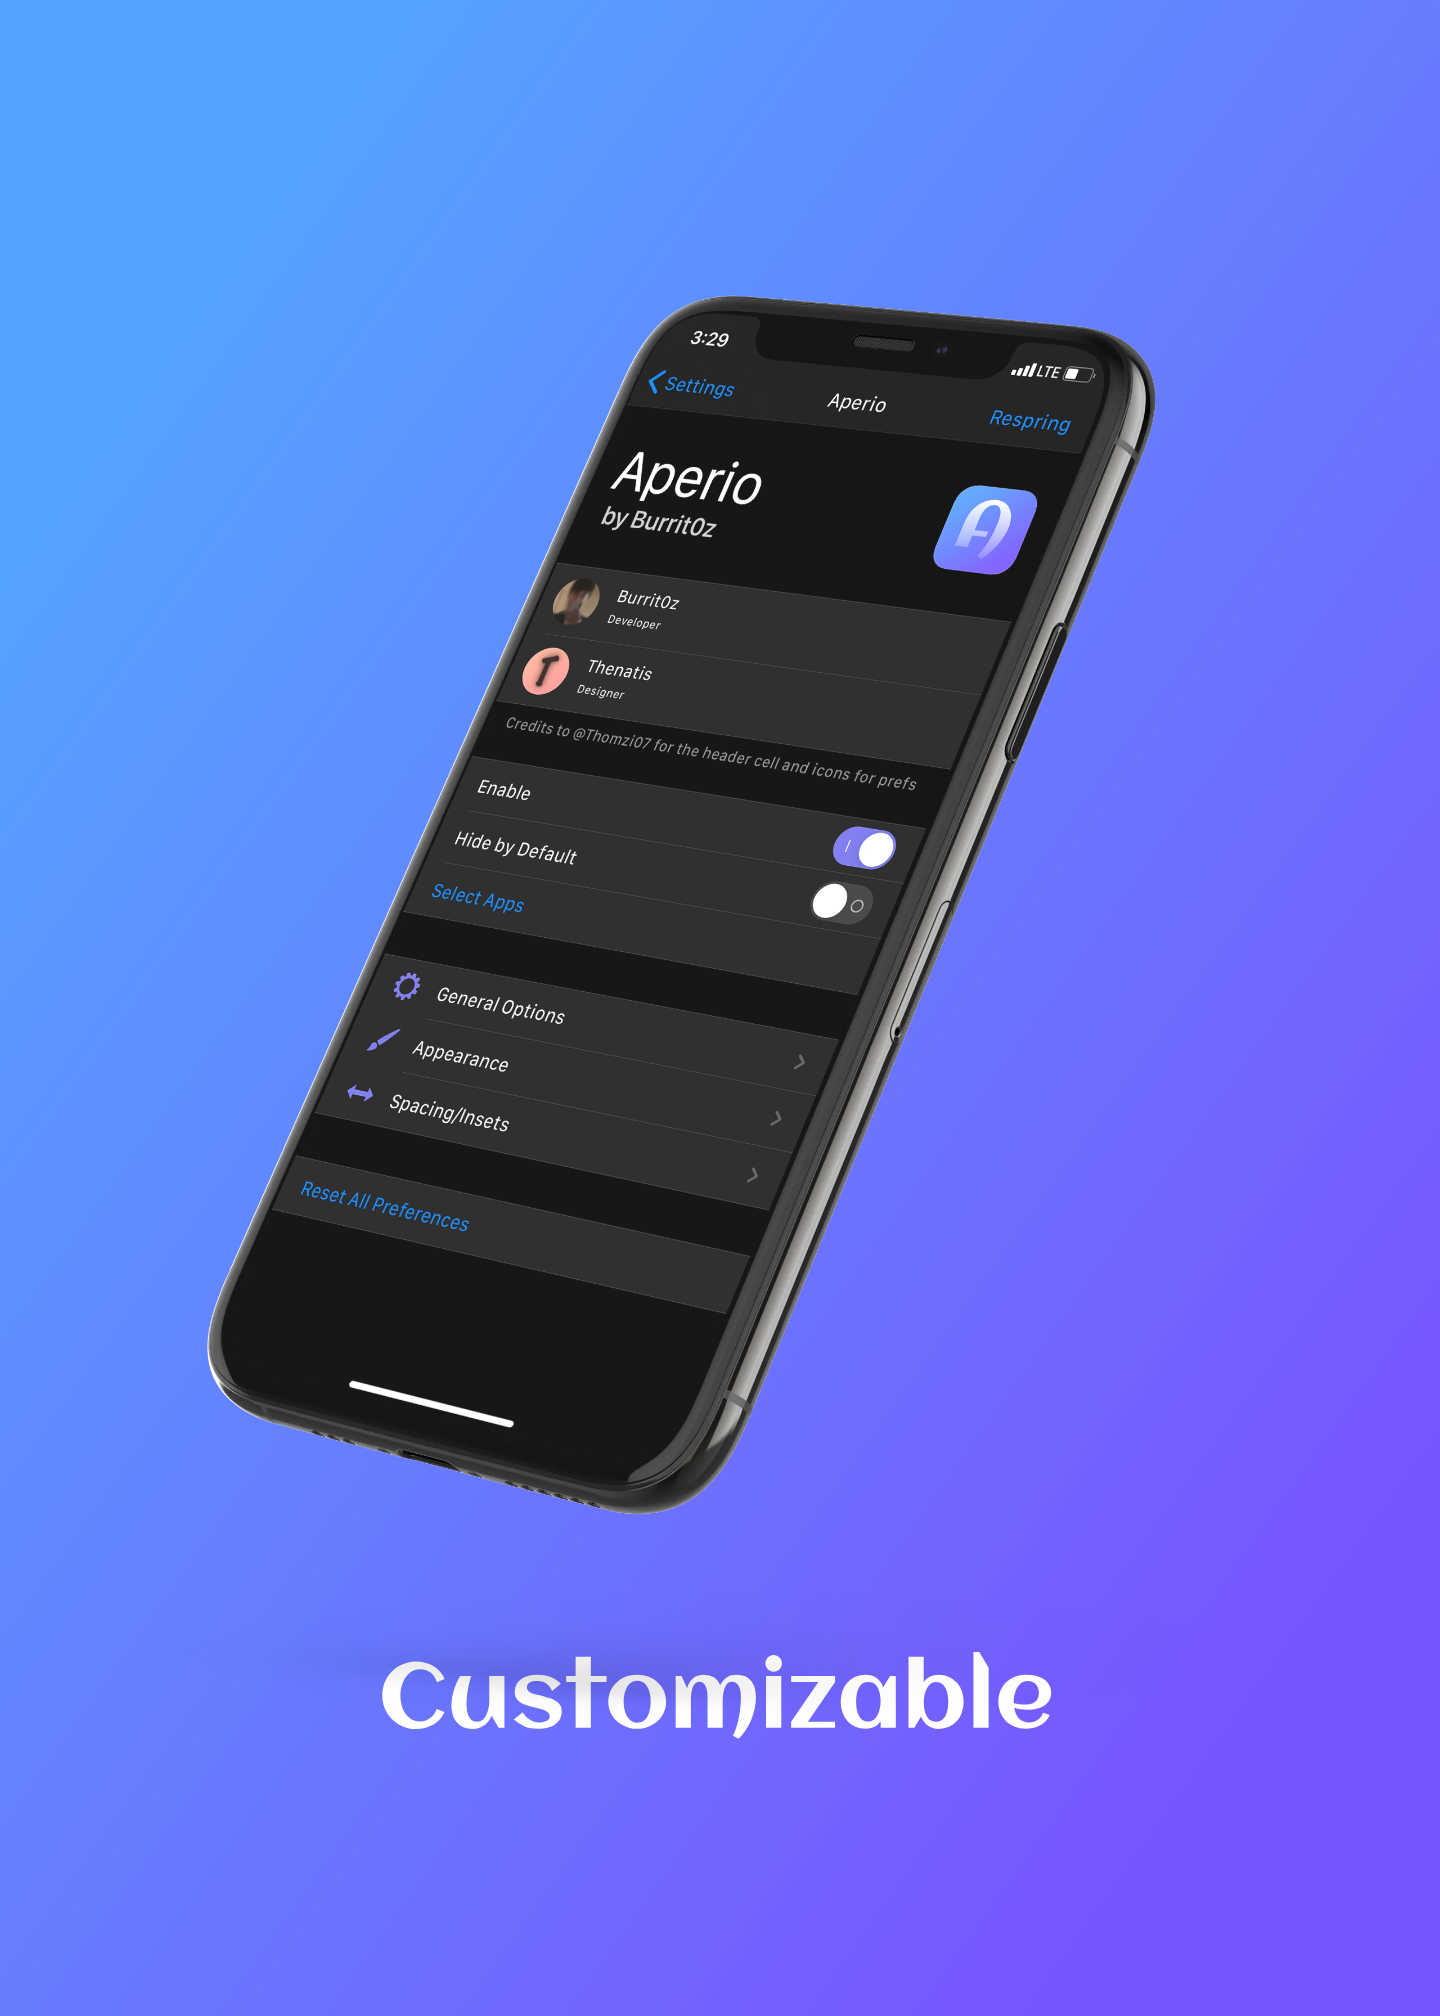 3:29
LTE
Settings
Aperio
Respring
Aperio
by Burrit0z
A
Burrit0z
Developer
T
Thenatis
Designer
Credits to @Thomzi07 for the header cell and icons for prefs
Enable
Hide by Default
Select Apps
General Options
Appearance
Spacing/Insets
Reset All Preferences
Customizable